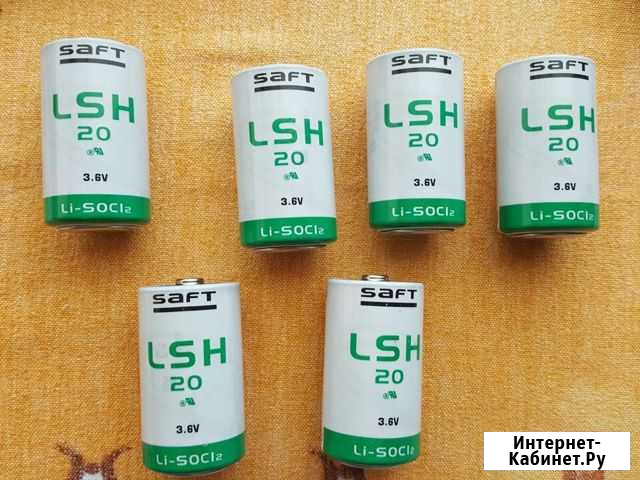 SAFT
LSH
20
3.6V
Li-SOCl₂
SAFT
LSH
20
3.6V
Li-SOCl₂
SAFT
LSH
20
3.6V
Li-SOCl₂
SAFT
LSH
20
3.6V
Li-SOCl₂
SAFT
LSH
20
3.6V
Li-SOCl₂
SAFT
LSH
20
3.6V
Li-SOCl₂
Интернет-
Кабинет.Ру